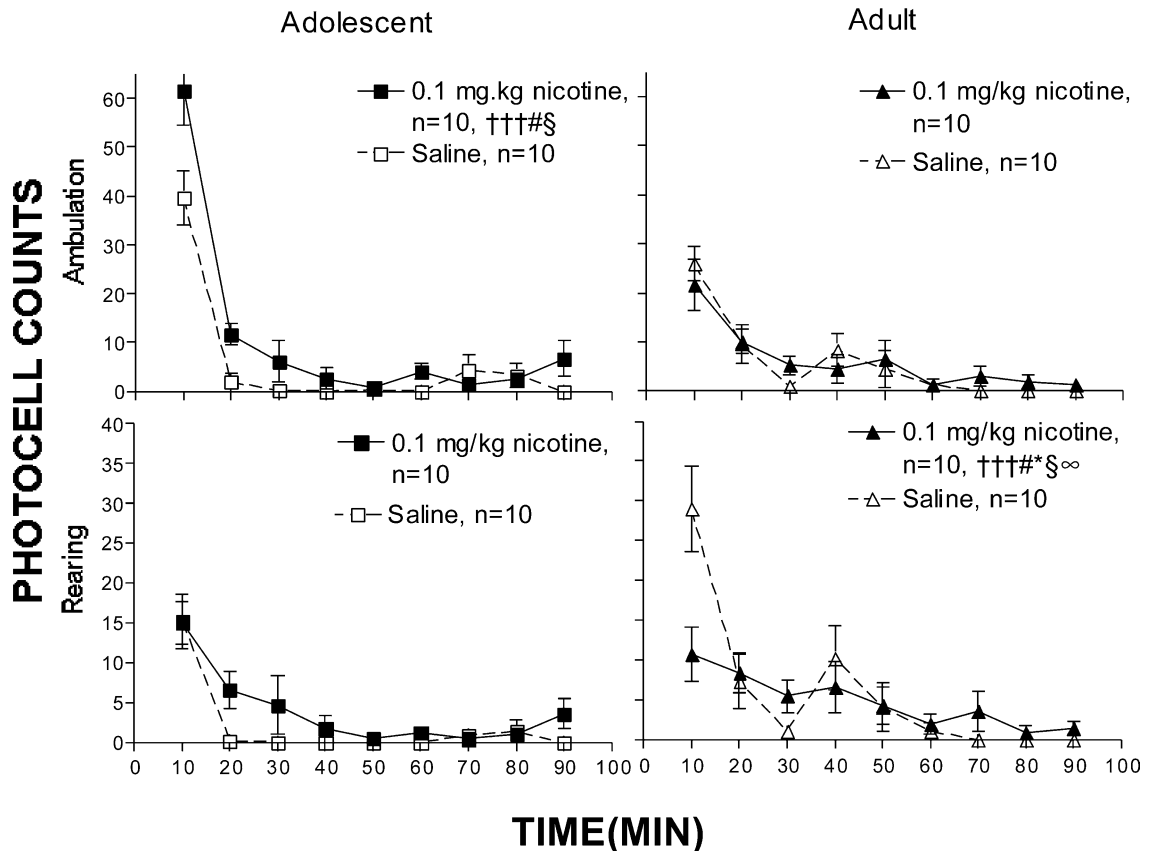 Adolescent
Adult
PHOTOCELL COUNTS
Ambulation
60
50
40
30
20
10
0
0.1 mg.kg nicotine,
n=10, †††#§
Saline, n=10
0.1 mg/kg nicotine,
n=10
Saline, n=10
Rearing
40
35
30
25
20
15
10
5
0
0.1 mg/kg nicotine,
n=10
Saline, n=10
0.1 mg/kg nicotine,
n=10, †††#*§∞
Saline, n=10
0 10 20 30 40 50 60 70 80 90 100
0 10 20 30 40 50 60 70 80 90 100
TIME(MIN)